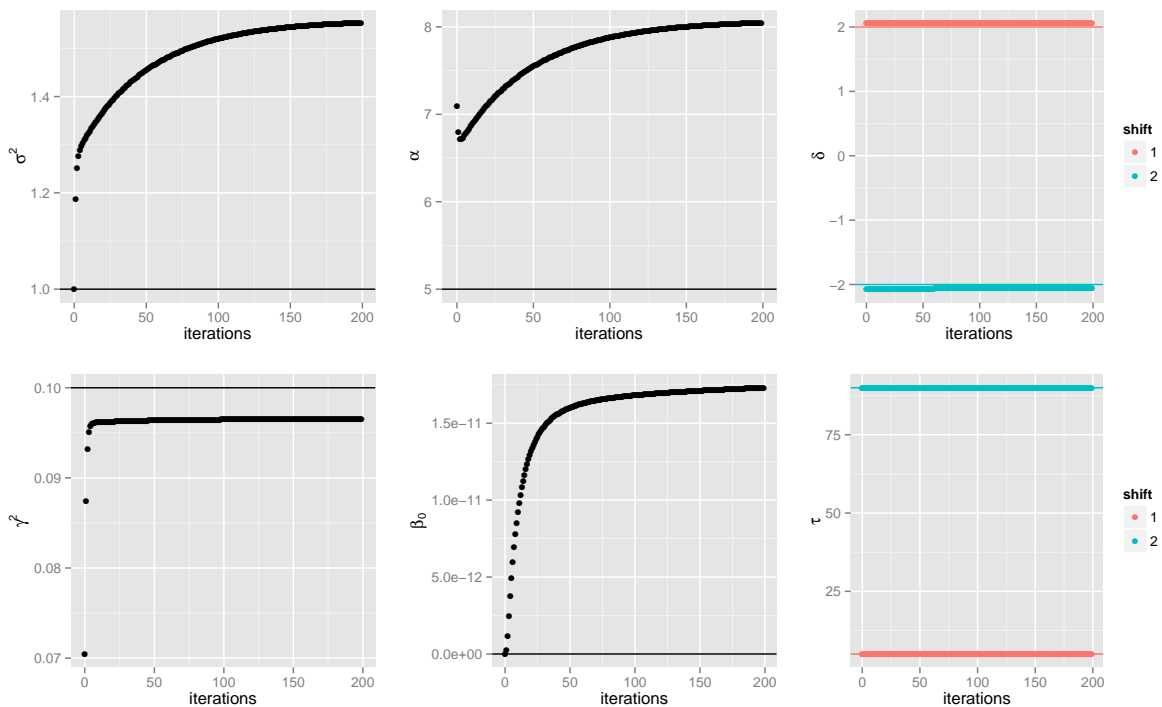 σ²
1.4
1.2
1.0
0 50 100 150 200
iterations
α
8
7
6
5
0 50 100 150 200
iterations
δ
2
1
0
−1
−2
0 50 100 150 200
iterations
shift
1
2
γ²
0.10
0.09
0.08
0.07
0 50 100 150 200
iterations
β₀
1.5e−11
1.0e−11
5.0e−12
0.0e+00
0 50 100 150 200
iterations
τ
75
50
25
0 50 100 150 200
iterations
shift
1
2